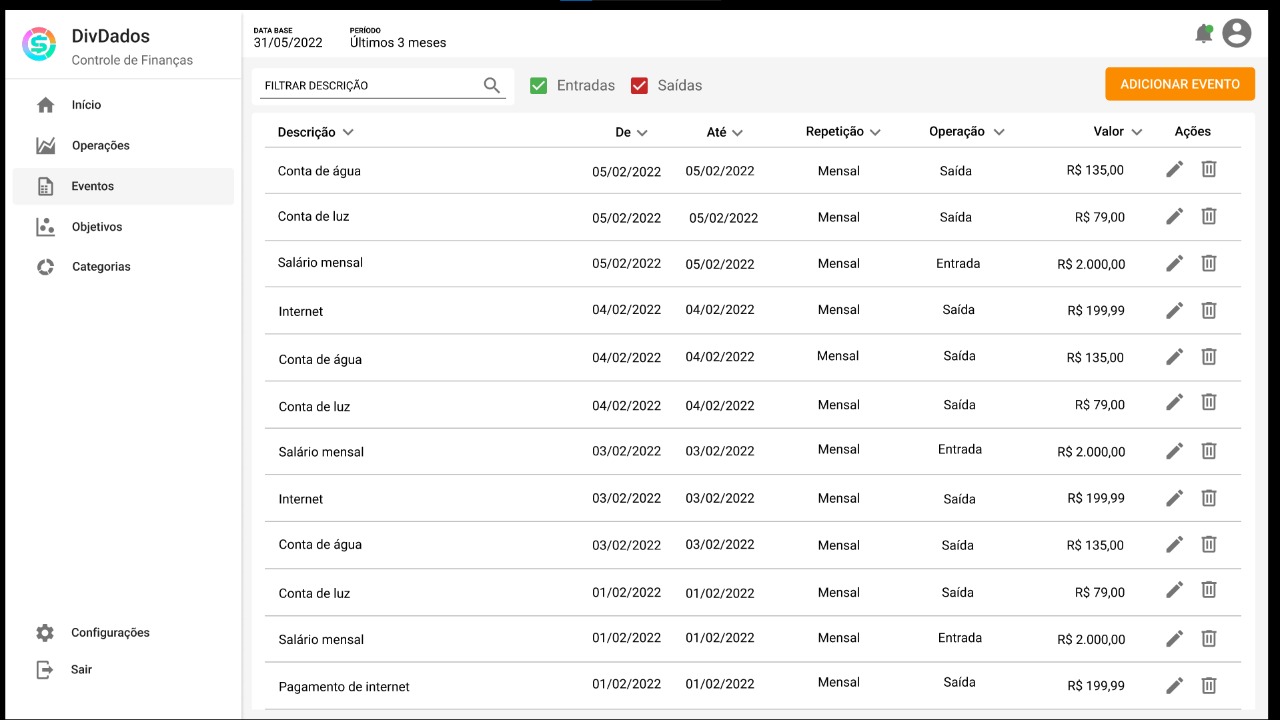 DivDados
Controle de Finanças
Início
Operações
Eventos
Objetivos
Categorias
Configurações
Sair
DATA BASE PERÍODO
31/05/2022 Últimos 3 meses
FILTRAR DESCRIÇÃO Entradas Saídas ADICIONAR EVENTO
Descrição De Até Repetição Operação Valor Ações
Conta de água 05/02/2022 05/02/2022 Mensal Saída R$ 135,00
Conta de luz 05/02/2022 05/02/2022 Mensal Saída R$ 79,00
Salário mensal 05/02/2022 05/02/2022 Mensal Entrada R$ 2.000,00
Internet 04/02/2022 04/02/2022 Mensal Saída R$ 199,99
Conta de água 04/02/2022 04/02/2022 Mensal Saída R$ 135,00
Conta de luz 04/02/2022 04/02/2022 Mensal Saída R$ 79,00
Salário mensal 03/02/2022 03/02/2022 Mensal Entrada R$ 2.000,00
Internet 03/02/2022 03/02/2022 Mensal Saída R$ 199,99
Conta de água 03/02/2022 03/02/2022 Mensal Saída R$ 135,00
Conta de luz 01/02/2022 01/02/2022 Mensal Saída R$ 79,00
Salário mensal 01/02/2022 01/02/2022 Mensal Entrada R$ 2.000,00
Pagamento de internet 01/02/2022 01/02/2022 Mensal Saída R$ 199,99